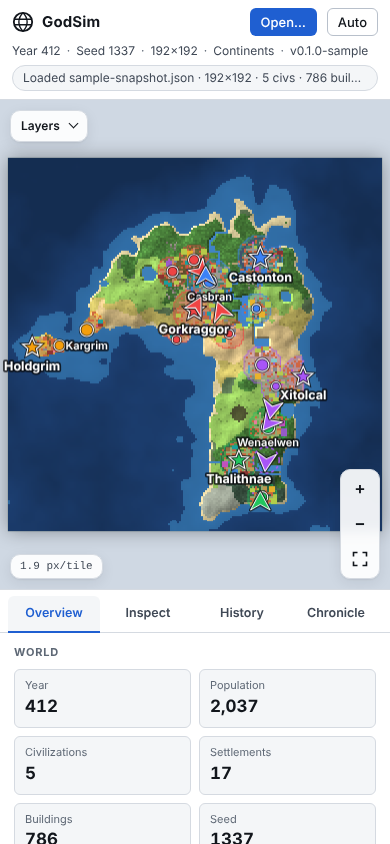 GodSim
Open...
Auto
Year 412 · Seed 1337 · 192×192 · Continents · v0.1.0-sample
Loaded sample-snapshot.json · 192×192 · 5 civs · 786 buil...
Layers
Castonton
Casbran
Gorkraggor
Kargrim
Holdgrim
Xitolcal
Wenaelwen
Thalithnae
+
−
1.9 px/tile
Overview
Inspect
History
Chronicle
WORLD
Year
Population
412
2,037
Civilizations
Settlements
5
17
Buildings
Seed
786
1337